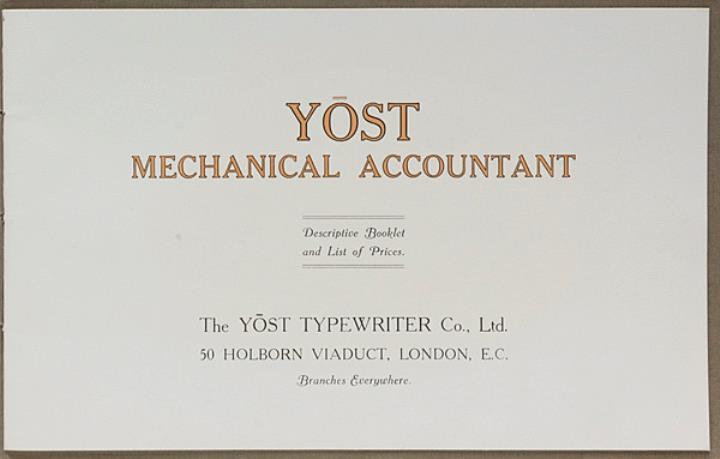 YŌST
MECHANICAL ACCOUNTANT
Descriptive Booklet
and List of Prices.
The YŌST TYPEWRITER Co., Ltd.
50 HOLBORN VIADUCT, LONDON, E.C.
Branches Everywhere.